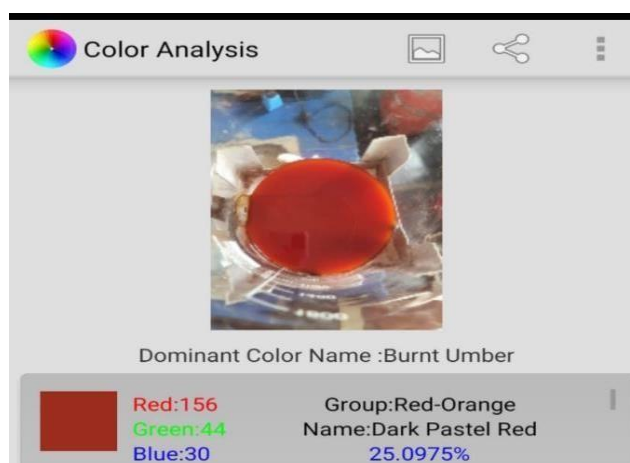 Color Analysis
Dominant Color Name :Burnt Umber
Red:156
Group:Red-Orange
Green:44
Name:Dark Pastel Red
Blue:30
25.0975%